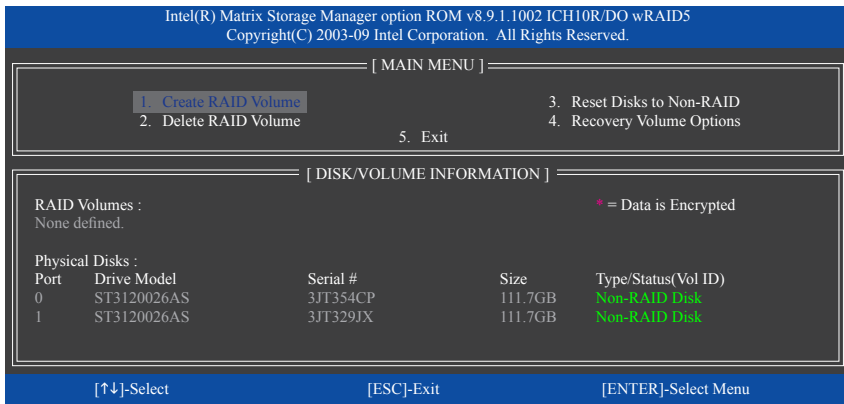 Intel(R) Matrix Storage Manager option ROM v8.9.1.1002 ICH10R/DO wRAID5
Copyright(C) 2003-09 Intel Corporation. All Rights Reserved.
[ MAIN MENU ]
1. Create RAID Volume 3. Reset Disks to Non-RAID
2. Delete RAID Volume 4. Recovery Volume Options
5. Exit
[ DISK/VOLUME INFORMATION ]
RAID Volumes : * = Data is Encrypted
None defined.
Physical Disks :
Port Drive Model Serial # Size Type/Status(Vol ID)
0 ST3120026AS 3JT354CP 111.7GB Non-RAID Disk
1 ST3120026AS 3JT329JX 111.7GB Non-RAID Disk
[↑↓]-Select [ESC]-Exit [ENTER]-Select Menu